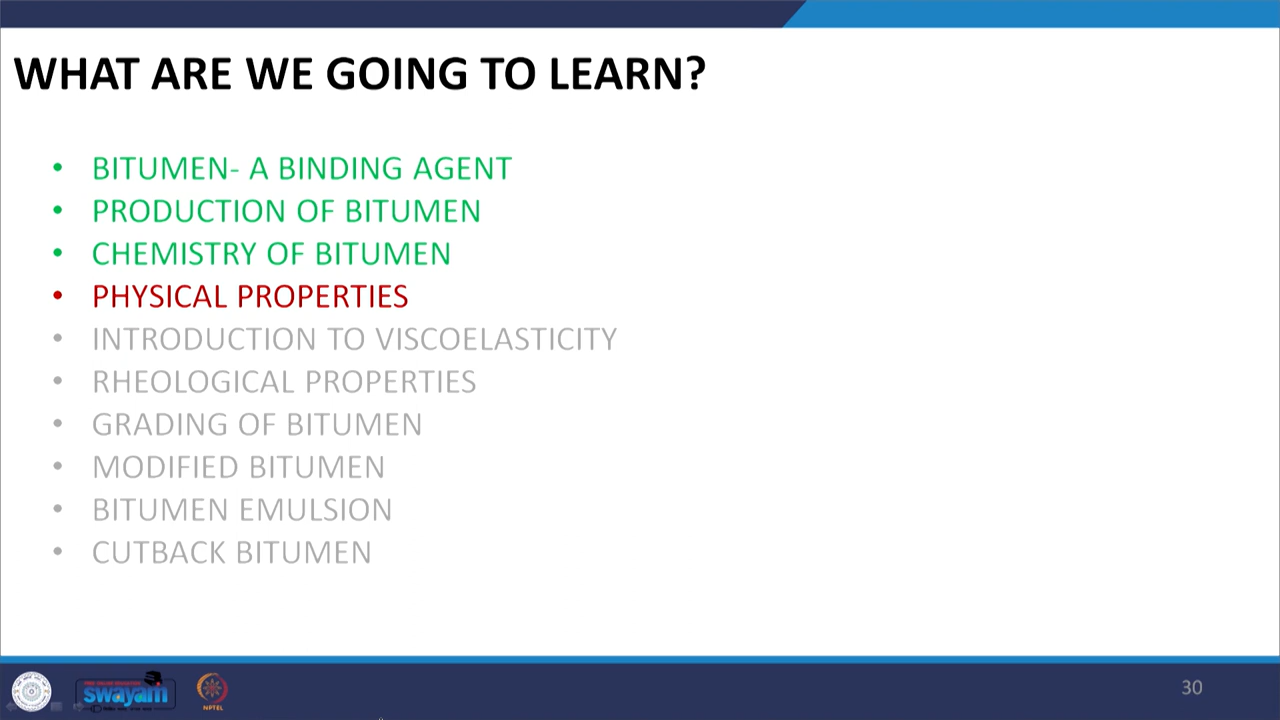 WHAT ARE WE GOING TO LEARN?
• BITUMEN- A BINDING AGENT
• PRODUCTION OF BITUMEN
• CHEMISTRY OF BITUMEN
• PHYSICAL PROPERTIES
• INTRODUCTION TO VISCOELASTICITY
• RHEOLOGICAL PROPERTIES
• GRADING OF BITUMEN
• MODIFIED BITUMEN
• BITUMEN EMULSION
• CUTBACK BITUMEN
swayam
NPTEL
30